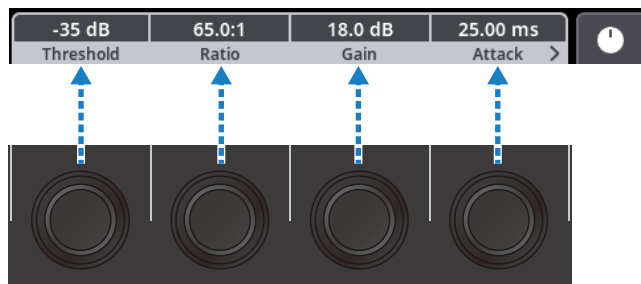 -35 dB 65.0:1 18.0 dB 25.00 ms
Threshold Ratio Gain Attack